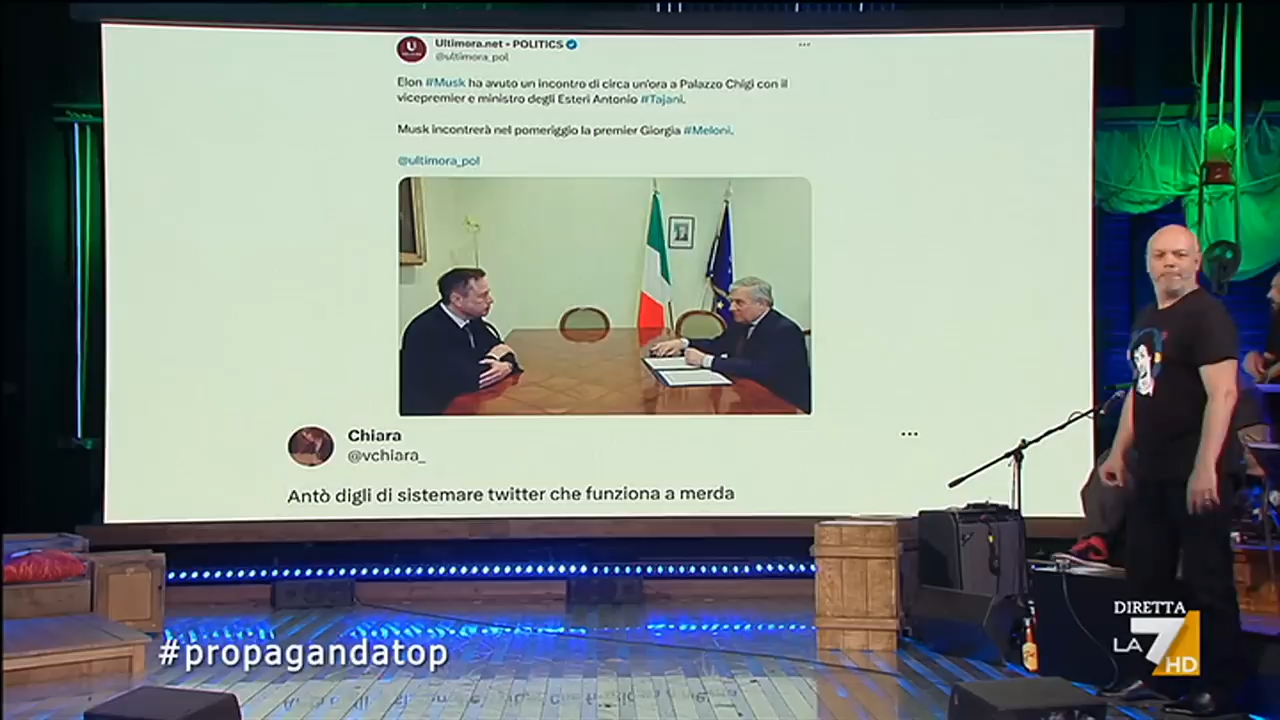 Ultimora.net - POLITICS
@ultimora_pol
Elon #Musk ha avuto un incontro di circa un'ora a Palazzo Chigi con il
vicepremier e ministro degli Esteri Antonio #Tajani.
Musk incontrerà nel pomeriggio la premier Giorgia #Meloni.
@ultimora_pol
Chiara
@vchiara_
Antò digli di sistemare twitter che funziona a merda
#propagandatop
DIRETTA
LA 7
HD